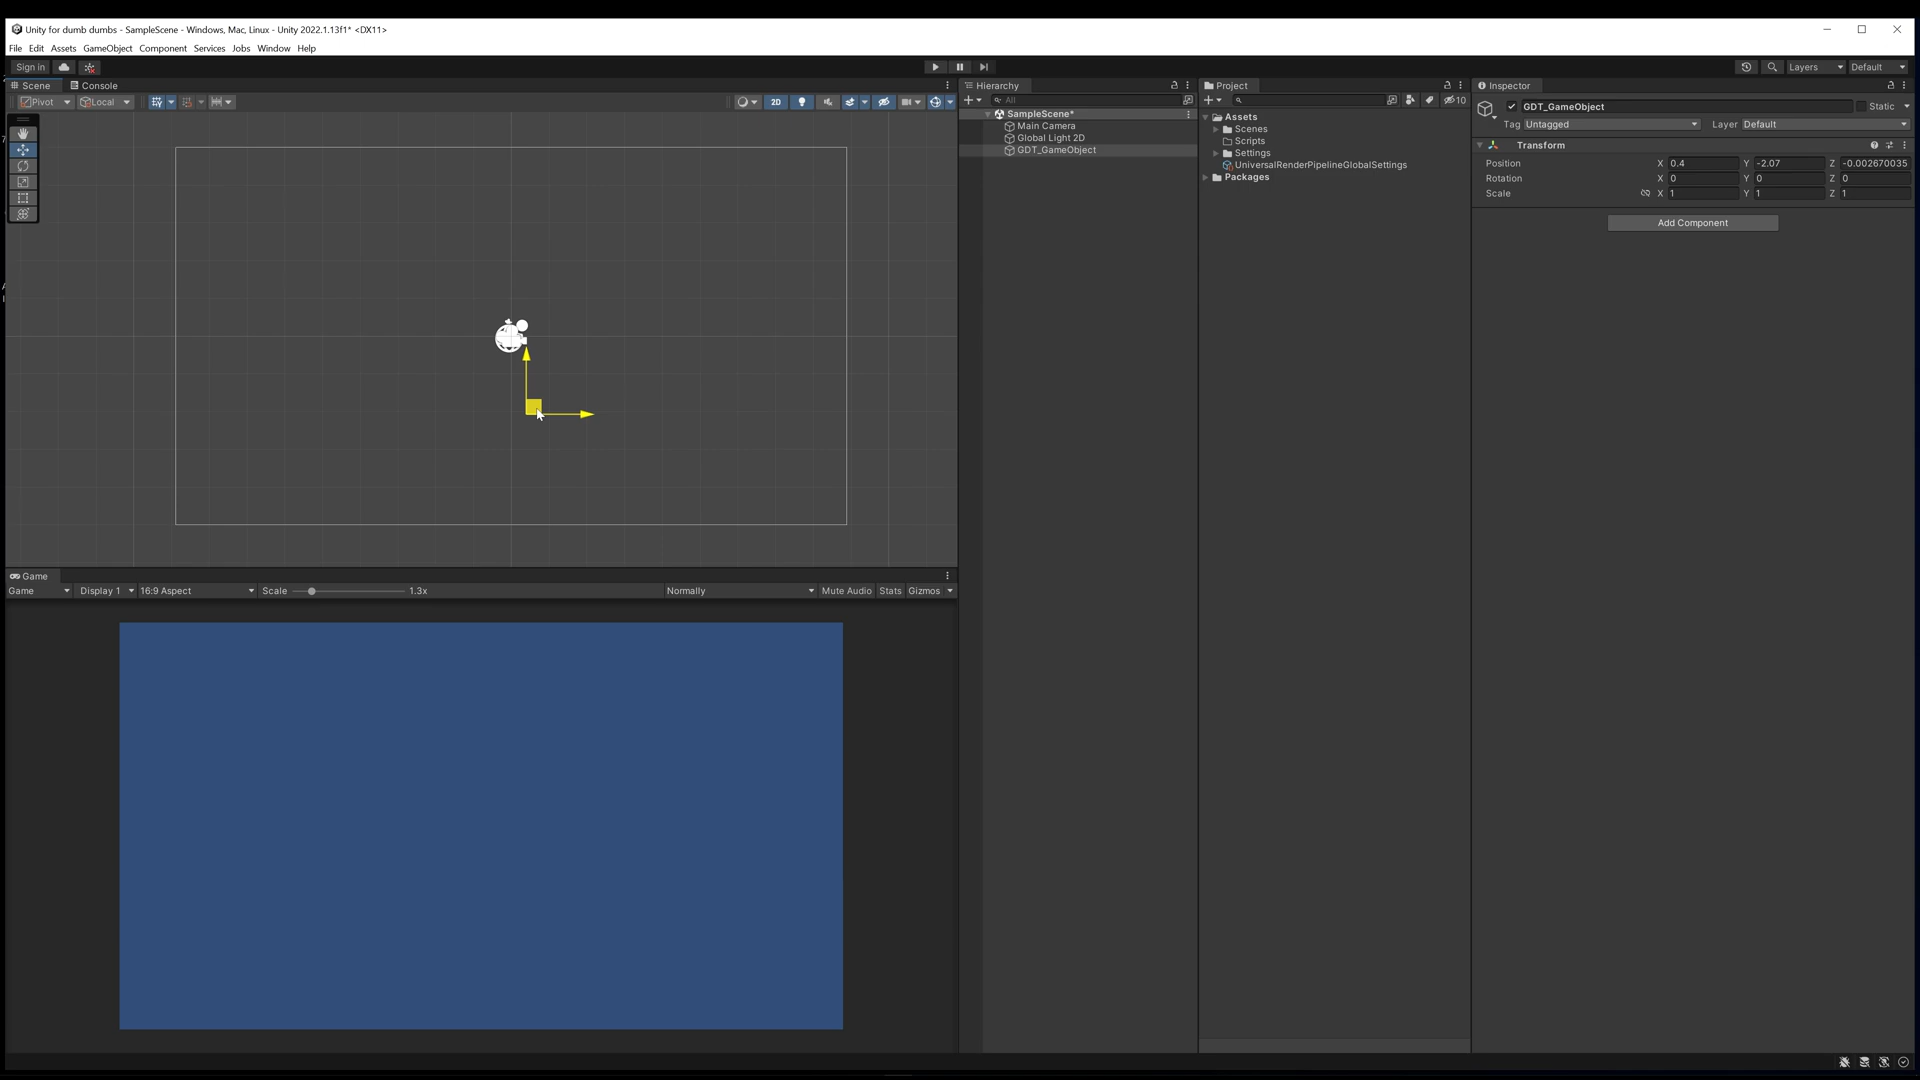 Unity for dumb dumbs - SampleScene - Windows, Mac, Linux - Unity 2022.1.13f1* <DX11>
File Edit Assets GameObject Component Services Jobs Window Help
Sign in
Layers Default
Scene Console
Pivot Local
2D
Game
Game Display 1 16:9 Aspect Scale 1.3x Normally Mute Audio Stats Gizmos
Hierarchy
All
SampleScene*
Main Camera
Global Light 2D
GDT_GameObject
Project
10
Assets
Scenes
Scripts
Settings
UniversalRenderPipelineGlobalSettings
Packages
Inspector
GDT_GameObject Static
Tag Untagged Layer Default
Transform
Position X 0.4 Y -2.07 Z -0.002670035
Rotation X 0 Y 0 Z 0
Scale X 1 Y 1 Z 1
Add Component